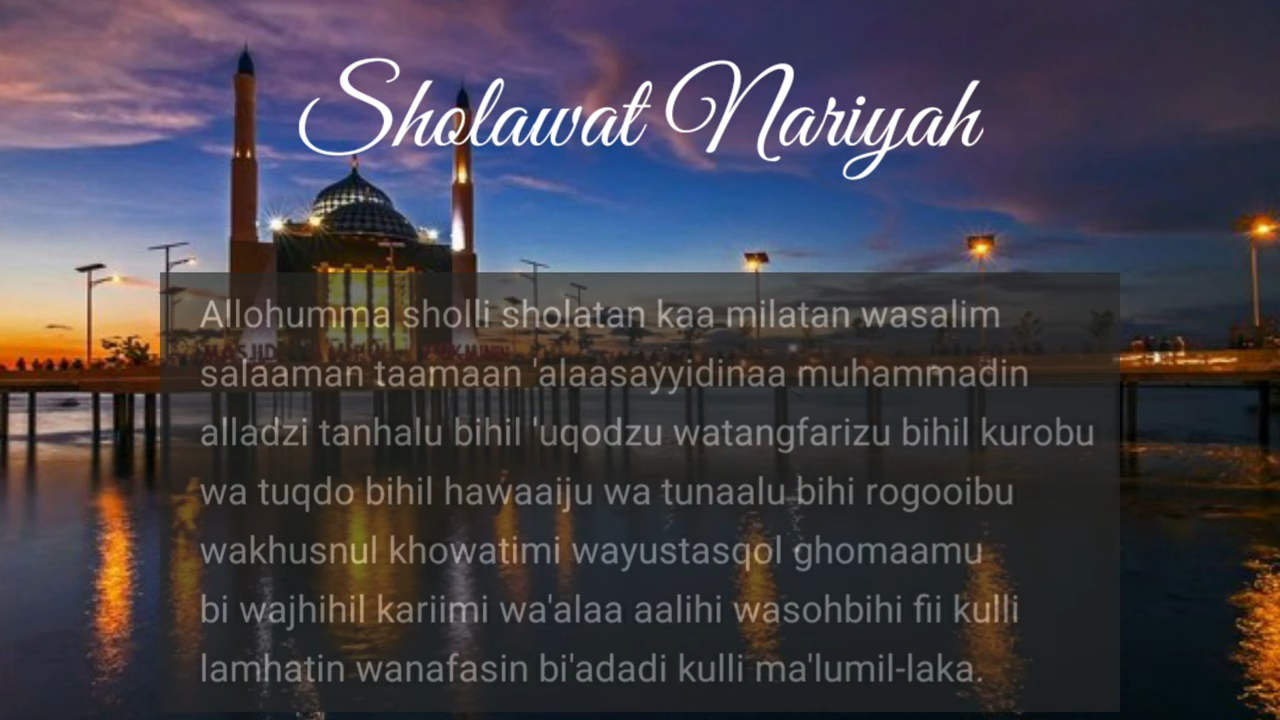 Sholawat Nariyah
Allohumma sholli sholatan kaa milatan wasalim
MASJID
salaaman taamaan 'alaasayyidinaa muhammadin
alladzi tanhalu bihil 'uqodzu watangfarizu bihil kurobu
wa tuqdo bihil hawaaiju wa tunaalu bihi rogooibu
wakhusnul khowatimi wayustasqol ghomaamu
bi wajhihil kariimi wa'alaa aalihi wasohbihi fii kulli
lamhatin wanafasin bi'adadi kulli ma'lumil-laka.